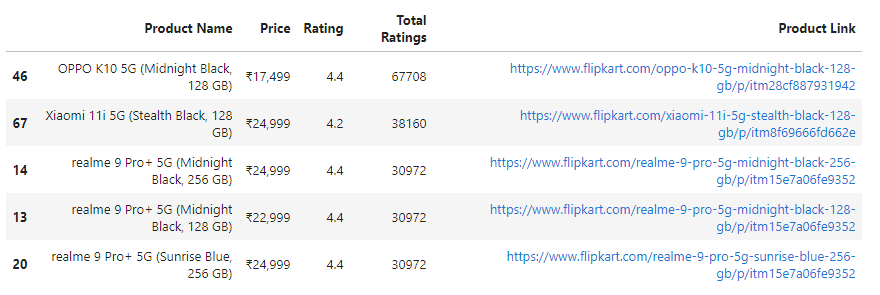 Product Name Price Rating Total Ratings Product Link
46 OPPO K10 5G (Midnight Black, 128 GB) ₹17,499 4.4 67708 https://www.flipkart.com/oppo-k10-5g-midnight-black-128-gb/p/itm28cf887931942
67 Xiaomi 11i 5G (Stealth Black, 128 GB) ₹24,999 4.2 38160 https://www.flipkart.com/xiaomi-11i-5g-stealth-black-128-gb/p/itm8f69666fd662e
14 realme 9 Pro+ 5G (Midnight Black, 256 GB) ₹24,999 4.4 30972 https://www.flipkart.com/realme-9-pro-5g-midnight-black-256-gb/p/itm15e7a06fe9352
13 realme 9 Pro+ 5G (Midnight Black, 128 GB) ₹22,999 4.4 30972 https://www.flipkart.com/realme-9-pro-5g-midnight-black-128-gb/p/itm15e7a06fe9352
20 realme 9 Pro+ 5G (Sunrise Blue, 256 GB) ₹24,999 4.4 30972 https://www.flipkart.com/realme-9-pro-5g-sunrise-blue-256-gb/p/itm15e7a06fe9352